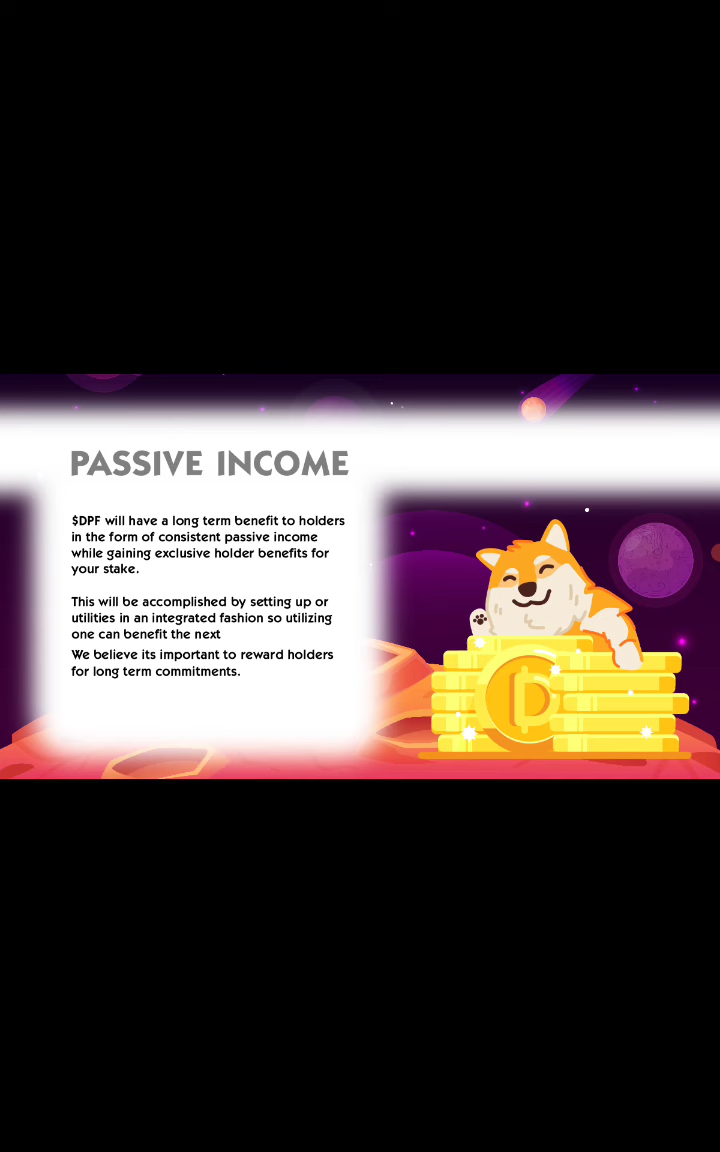 PASSIVE INCOME
$DPF will have a long term benefit to holders
in the form of consistent passive income
while gaining exclusive holder benefits for
your stake.
This will be accomplished by setting up or
utilities in an integrated fashion so utilizing
one can benefit the next
We believe its important to reward holders
for long term commitments.